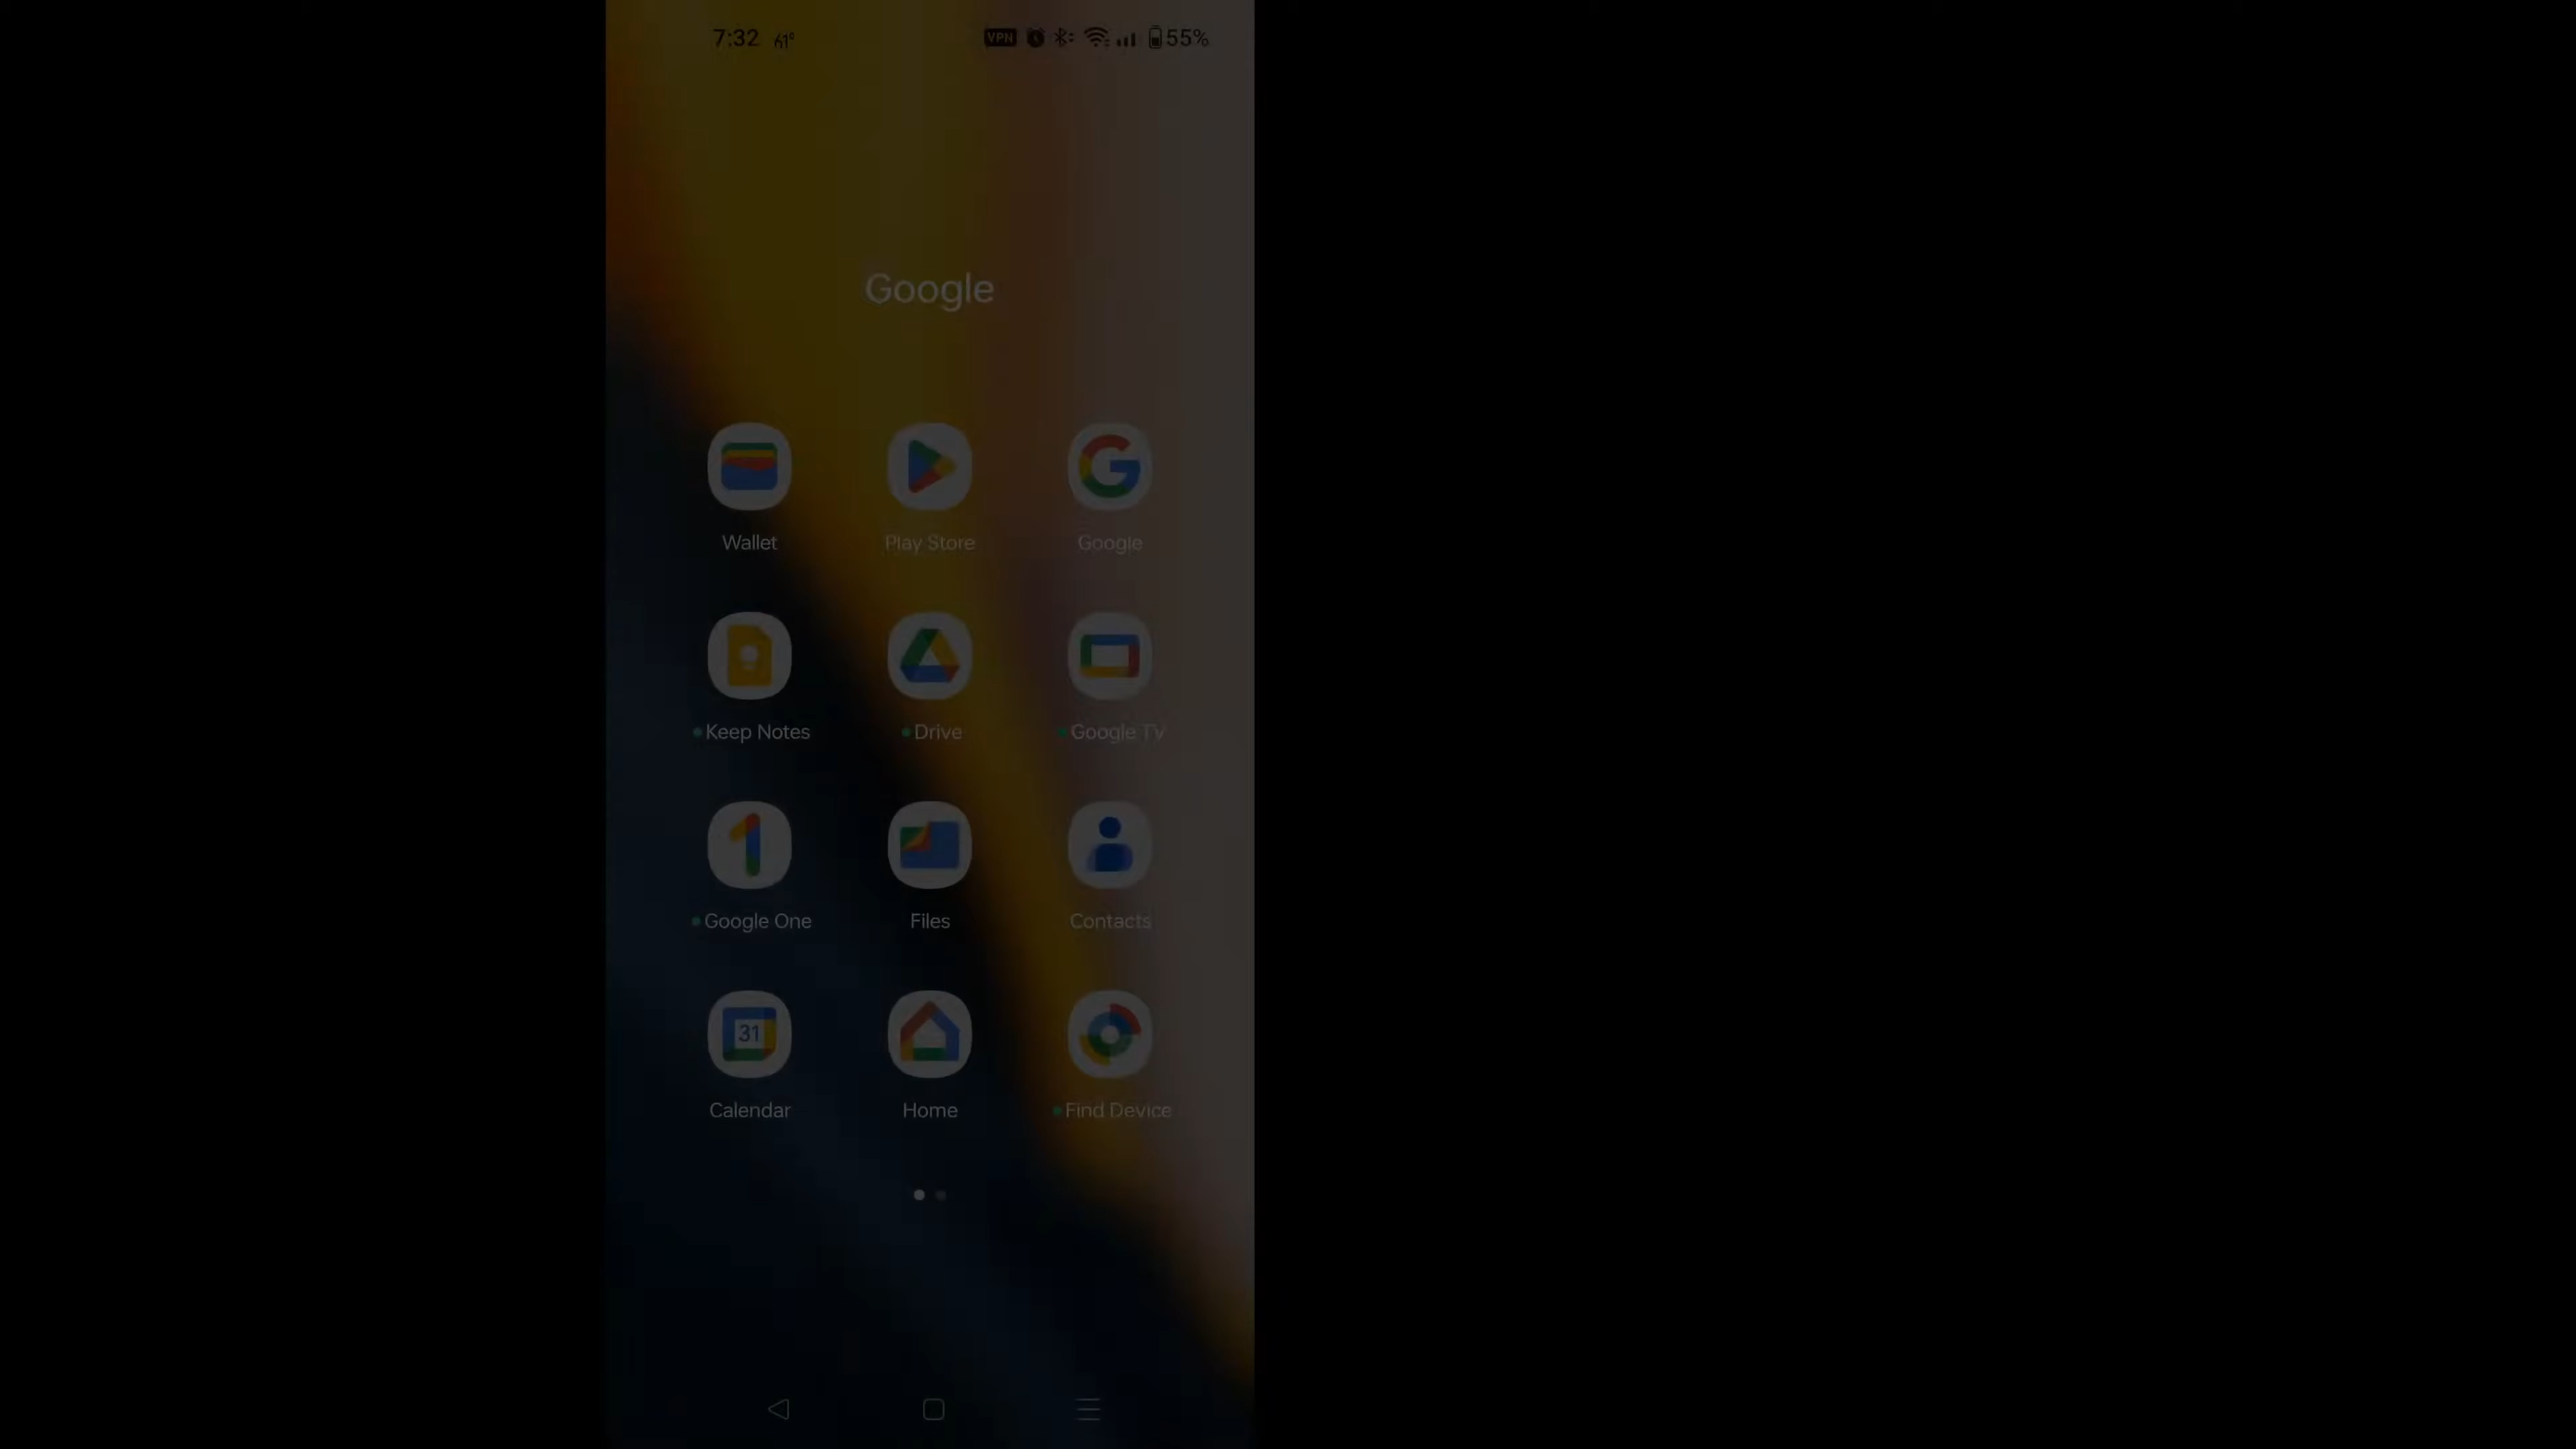 7:32 61° VPN 55%
Google
Wallet Play Store Google
Keep Notes Drive Google TV
Google One Files Contacts
31
Calendar Home Find Device